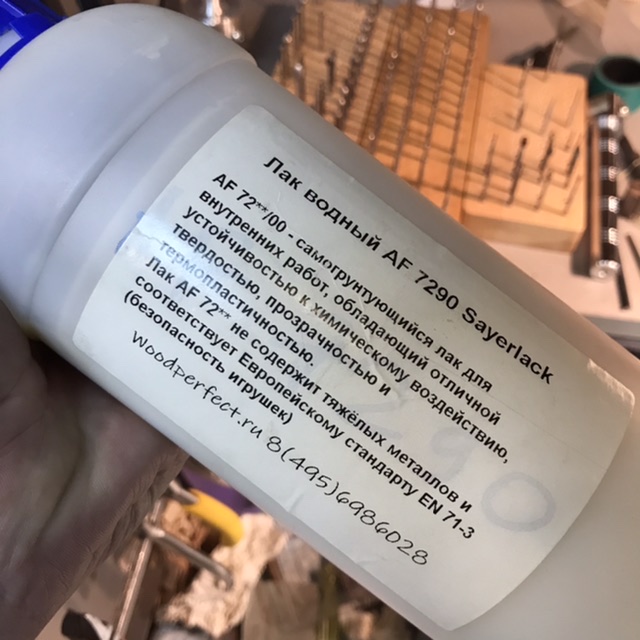 Лак водный AF 7290 Sayerlack
AF 72**/00 - самогрунтующийся лак для
внутренних работ, обладающий отличной
устойчивостью к химическому воздействию,
твердостью, прозрачностью и
термопластичностью.
Лак AF 72** не содержит тяжёлых металлов и
соответствует Европейскому стандарту EN 71-3
(безопасность игрушек)
woodperfect.ru 8(495)6986028